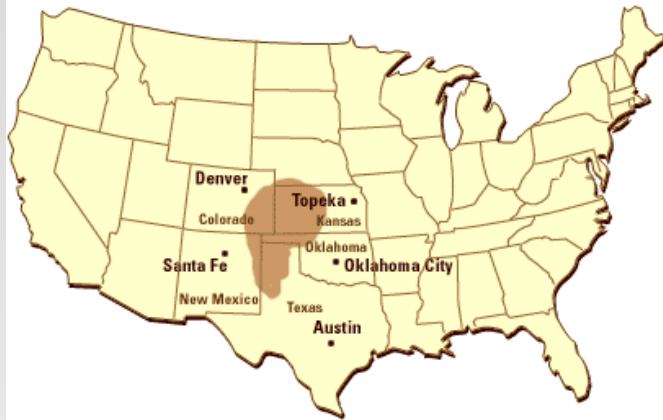 Denver
Topeka
Colorado
Kansas
Oklahoma
Santa Fe
Oklahoma City
New Mexico
Texas
Austin